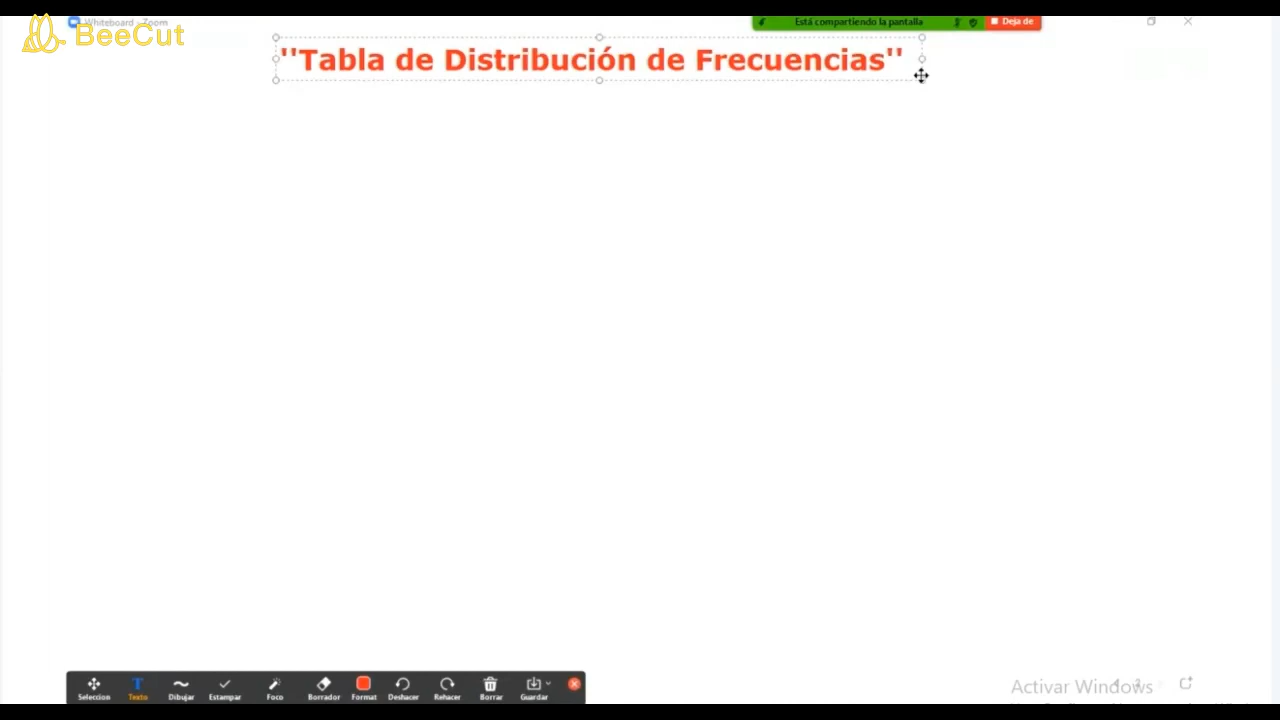 Whiteboard - Zoom
Está compartiendo la pantalla
Deja de
BeeCut
''Tabla de Distribución de Frecuencias''
Seleccion
Texto
Dibujar
Estampar
Foco
Borrador
Format
Deshacer
Rehacer
Borrar
Guardar
Activar Windows
2